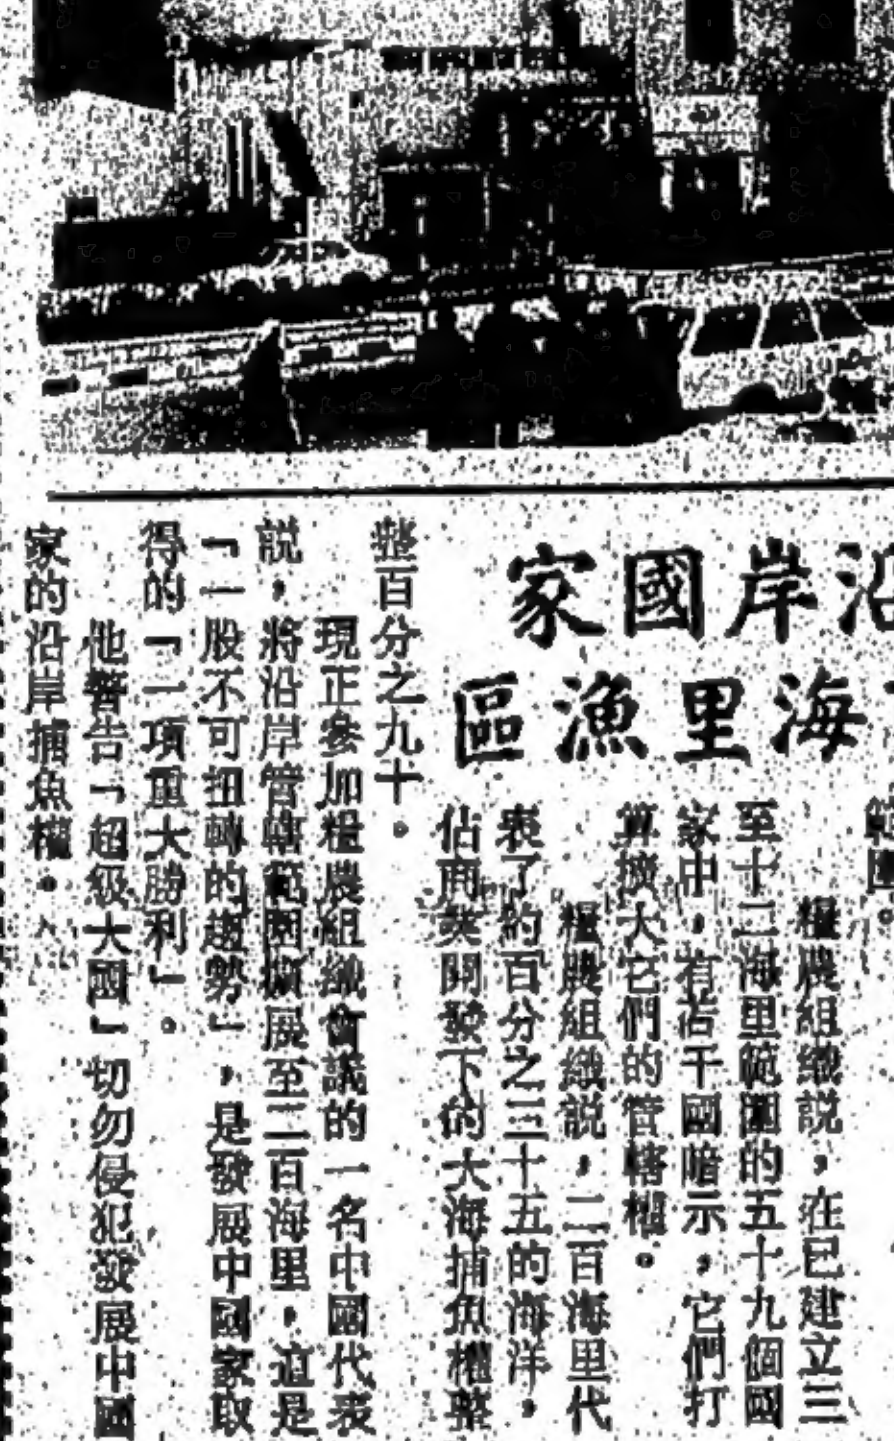 沿岸國家
海里漁區
範圍。
糧農組織説，在已建立三
至十二海里範圍的五十九個國
家中，有若干國暗示，它們打
算擴大它們的管轄權。
糧農組織説，二百海里代
表了約百分之三十五的海洋，
佔商業開發下的大海捕魚權整
整百分之九十。
現正參加糧農組織會議的一名中國代表
説，將沿岸管轄範圍擴展至二百海里，這是
「一股不可扭轉的趨勢」，是發展中國家取
得的「一項重大勝利」。
他警告「超級大國」切勿侵犯發展中國
家的沿岸捕魚權。